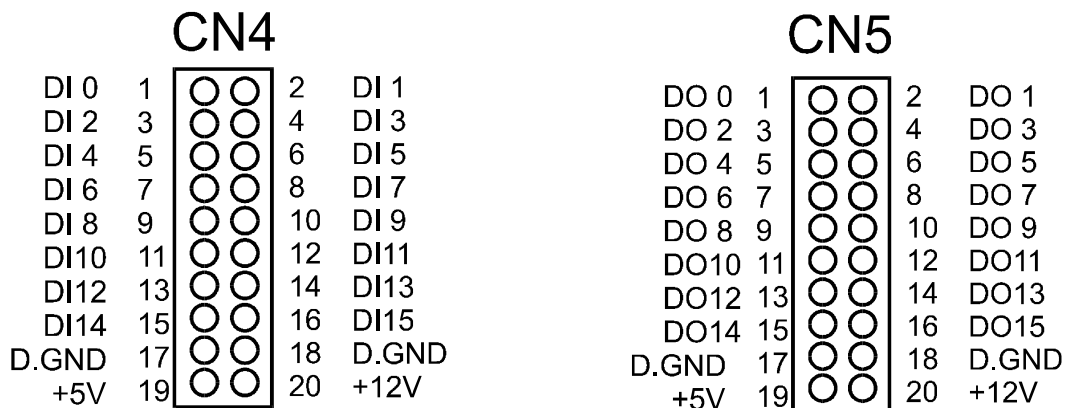 CN4
DI 0 1 2 DI 1
DI 2 3 4 DI 3
DI 4 5 6 DI 5
DI 6 7 8 DI 7
DI 8 9 10 DI 9
DI10 11 12 DI11
DI12 13 14 DI13
DI14 15 16 DI15
D.GND 17 18 D.GND
+5V 19 20 +12V
CN5
DO 0 1 2 DO 1
DO 2 3 4 DO 3
DO 4 5 6 DO 5
DO 6 7 8 DO 7
DO 8 9 10 DO 9
DO10 11 12 DO11
DO12 13 14 DO13
DO14 15 16 DO15
D.GND 17 18 D.GND
+5V 19 20 +12V